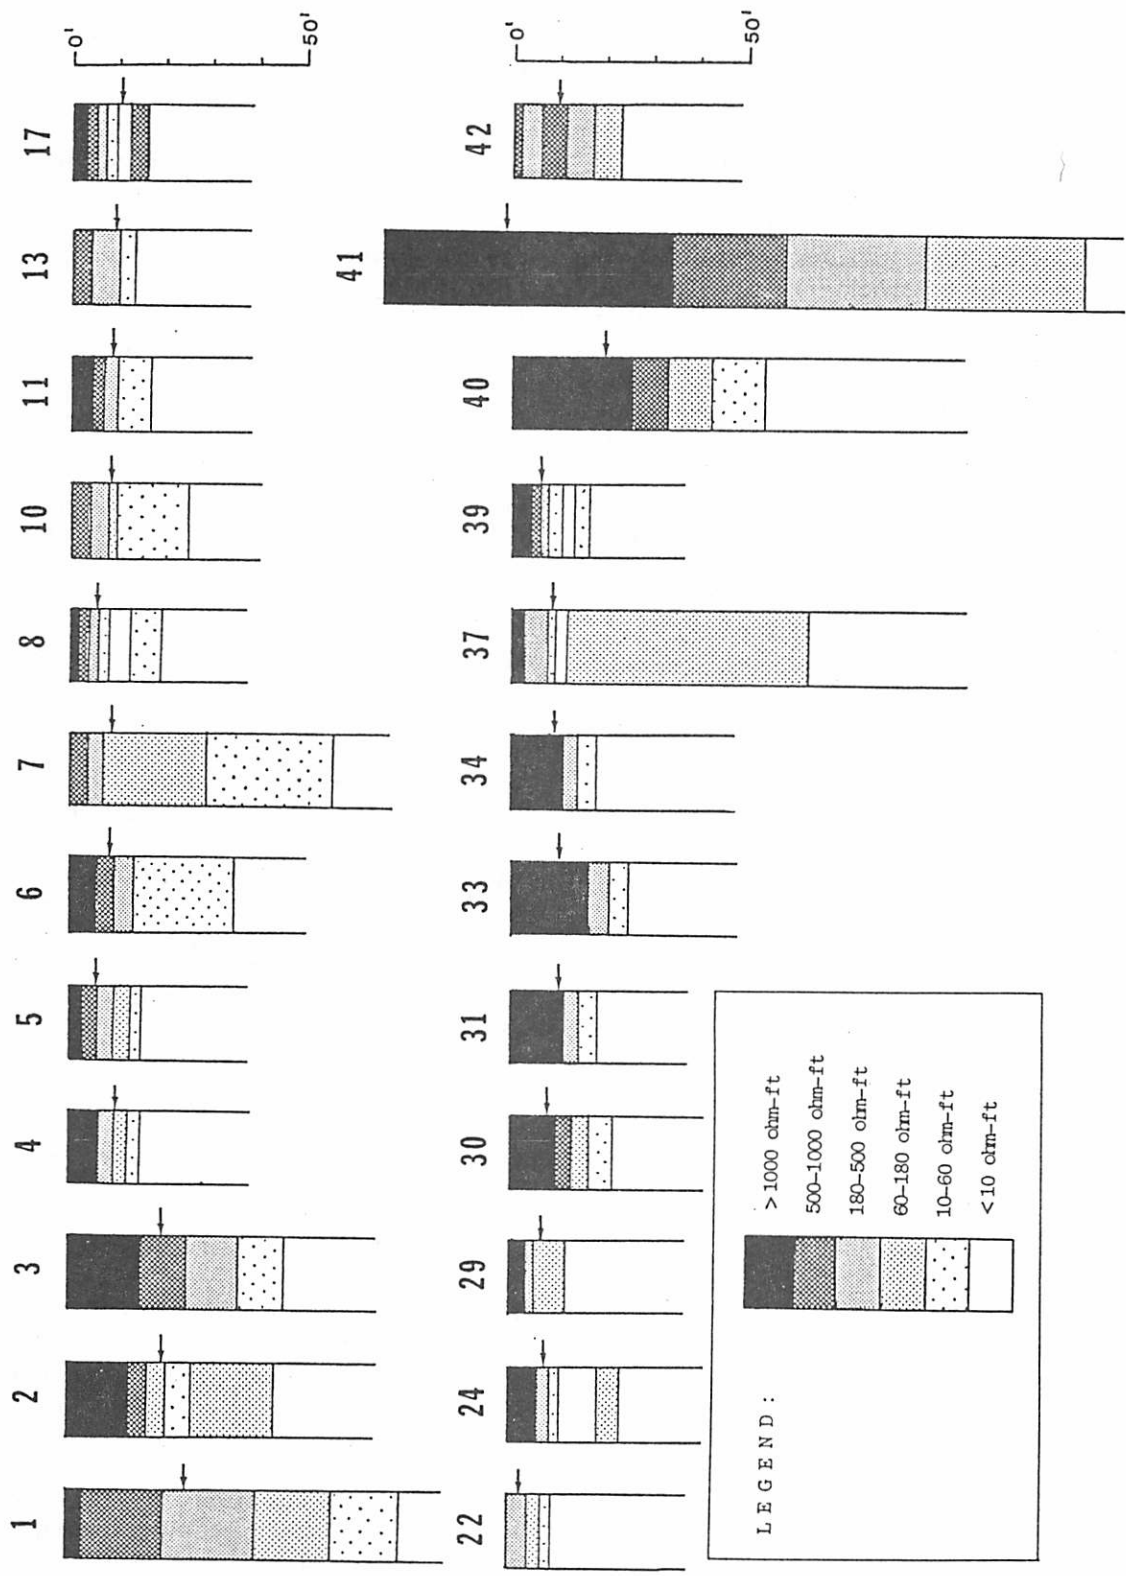 1 2 3 4 5 6 7 8 10 11 13 17
0'
50'
22 24 29 30 31 33 34 37 39 40 41 42
0'
50'
LEGEND:
>1000 ohm-ft
500-1000 ohm-ft
180-500 ohm-ft
60-180 ohm-ft
10-60 ohm-ft
<10 ohm-ft